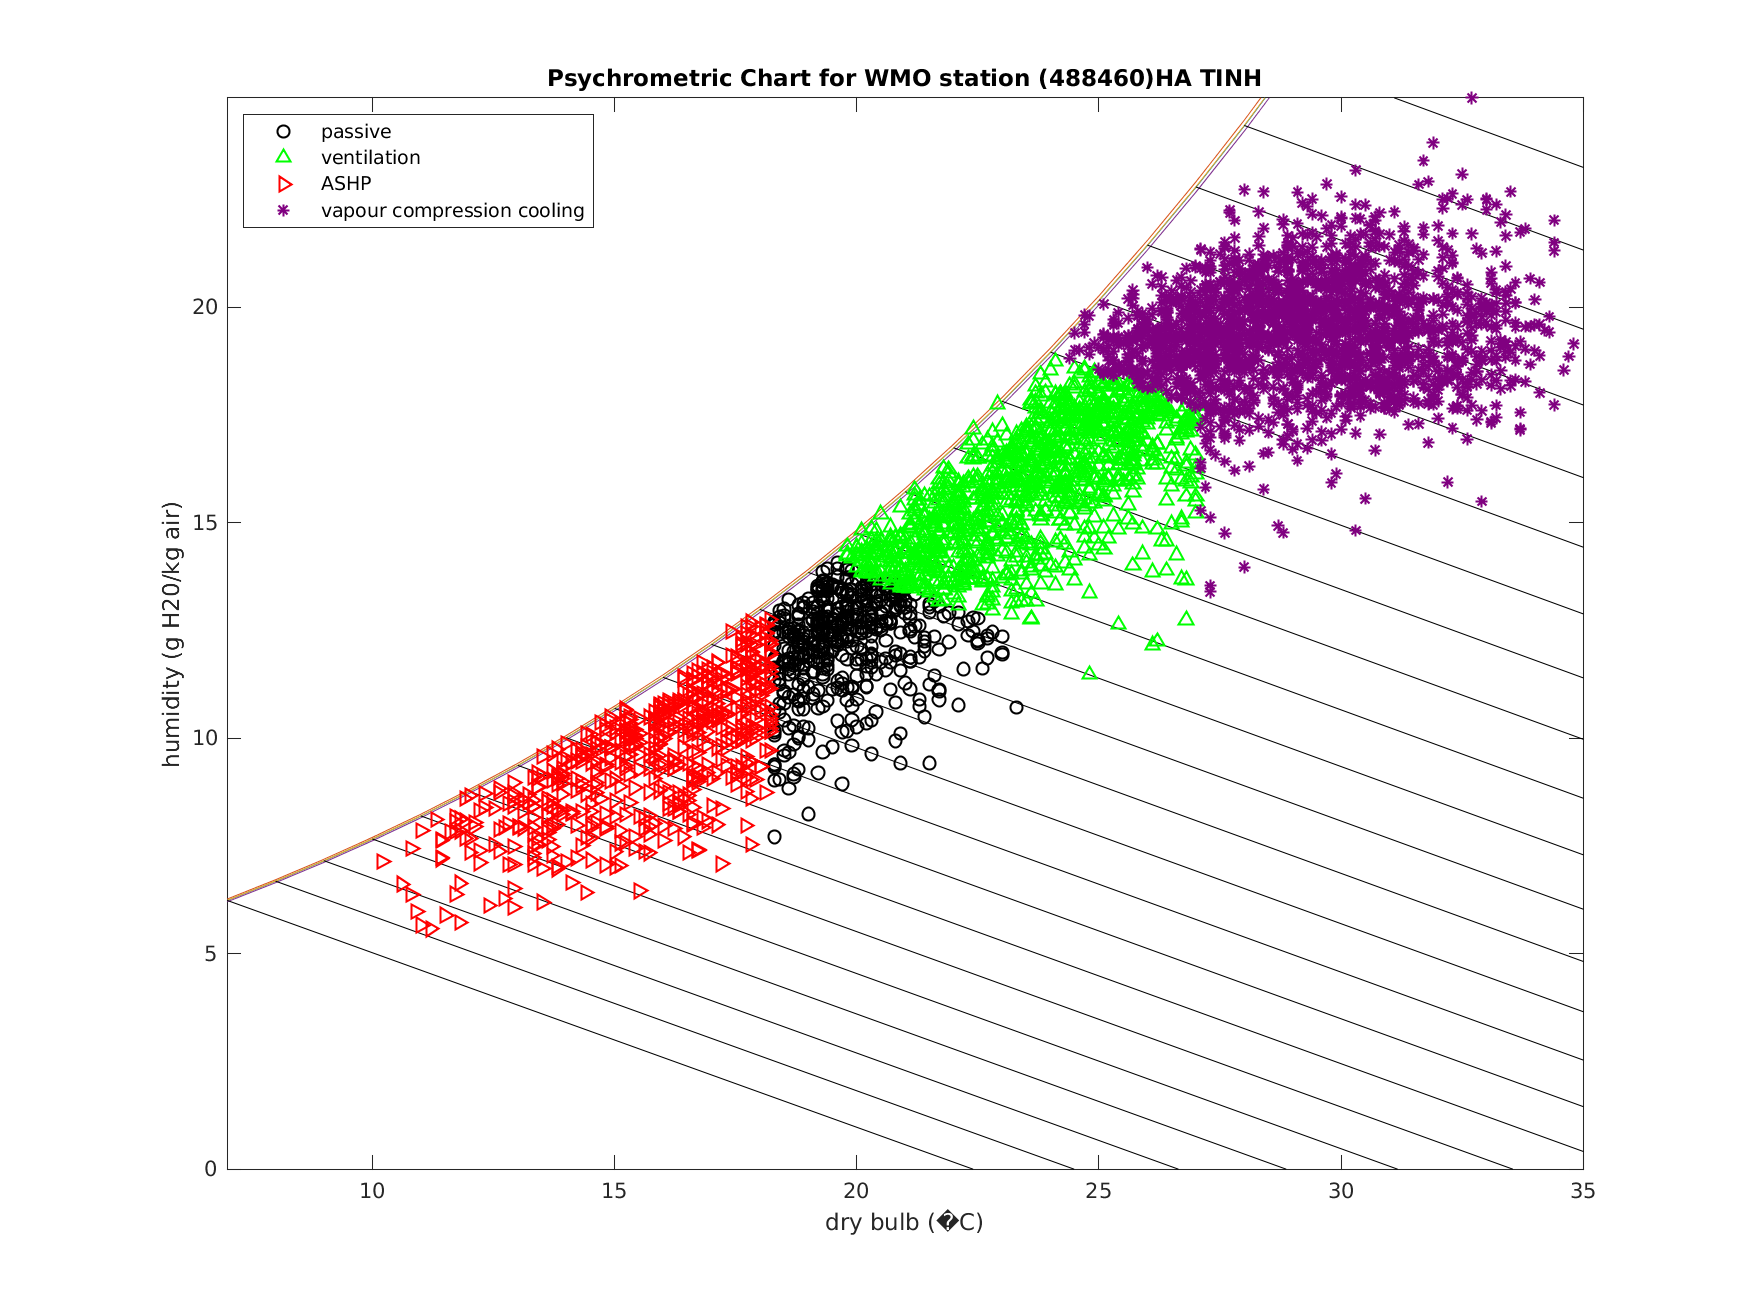 Psychrometric Chart for WMO station (488460)HA TINH
passive
ventilation
ASHP
vapour compression cooling
humidity (g H20/kg air)
20
15
10
5
0
10 15 20 25 30 35
dry bulb (�C)